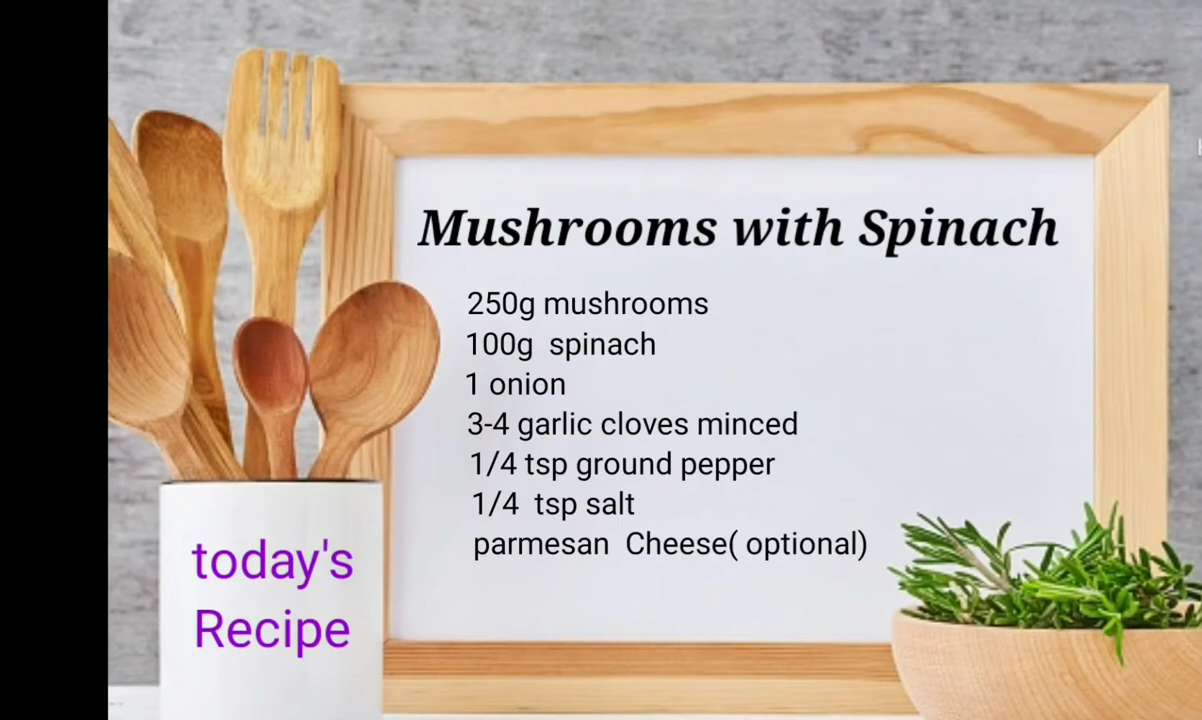 Mushrooms with Spinach
250g mushrooms
100g spinach
1 onion
3-4 garlic cloves minced
1/4 tsp ground pepper
1/4 tsp salt
parmesan Cheese( optional)
today's
Recipe